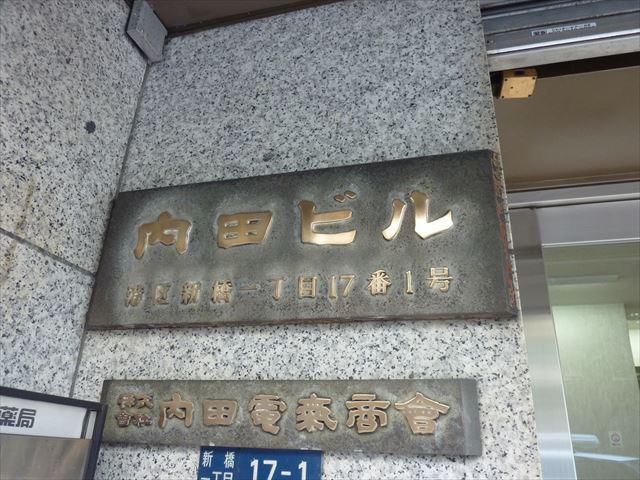 内田ビル
港区新橋一丁目17番1号
株式会社内田電気商會
薬局
新橋
一丁目 17-1